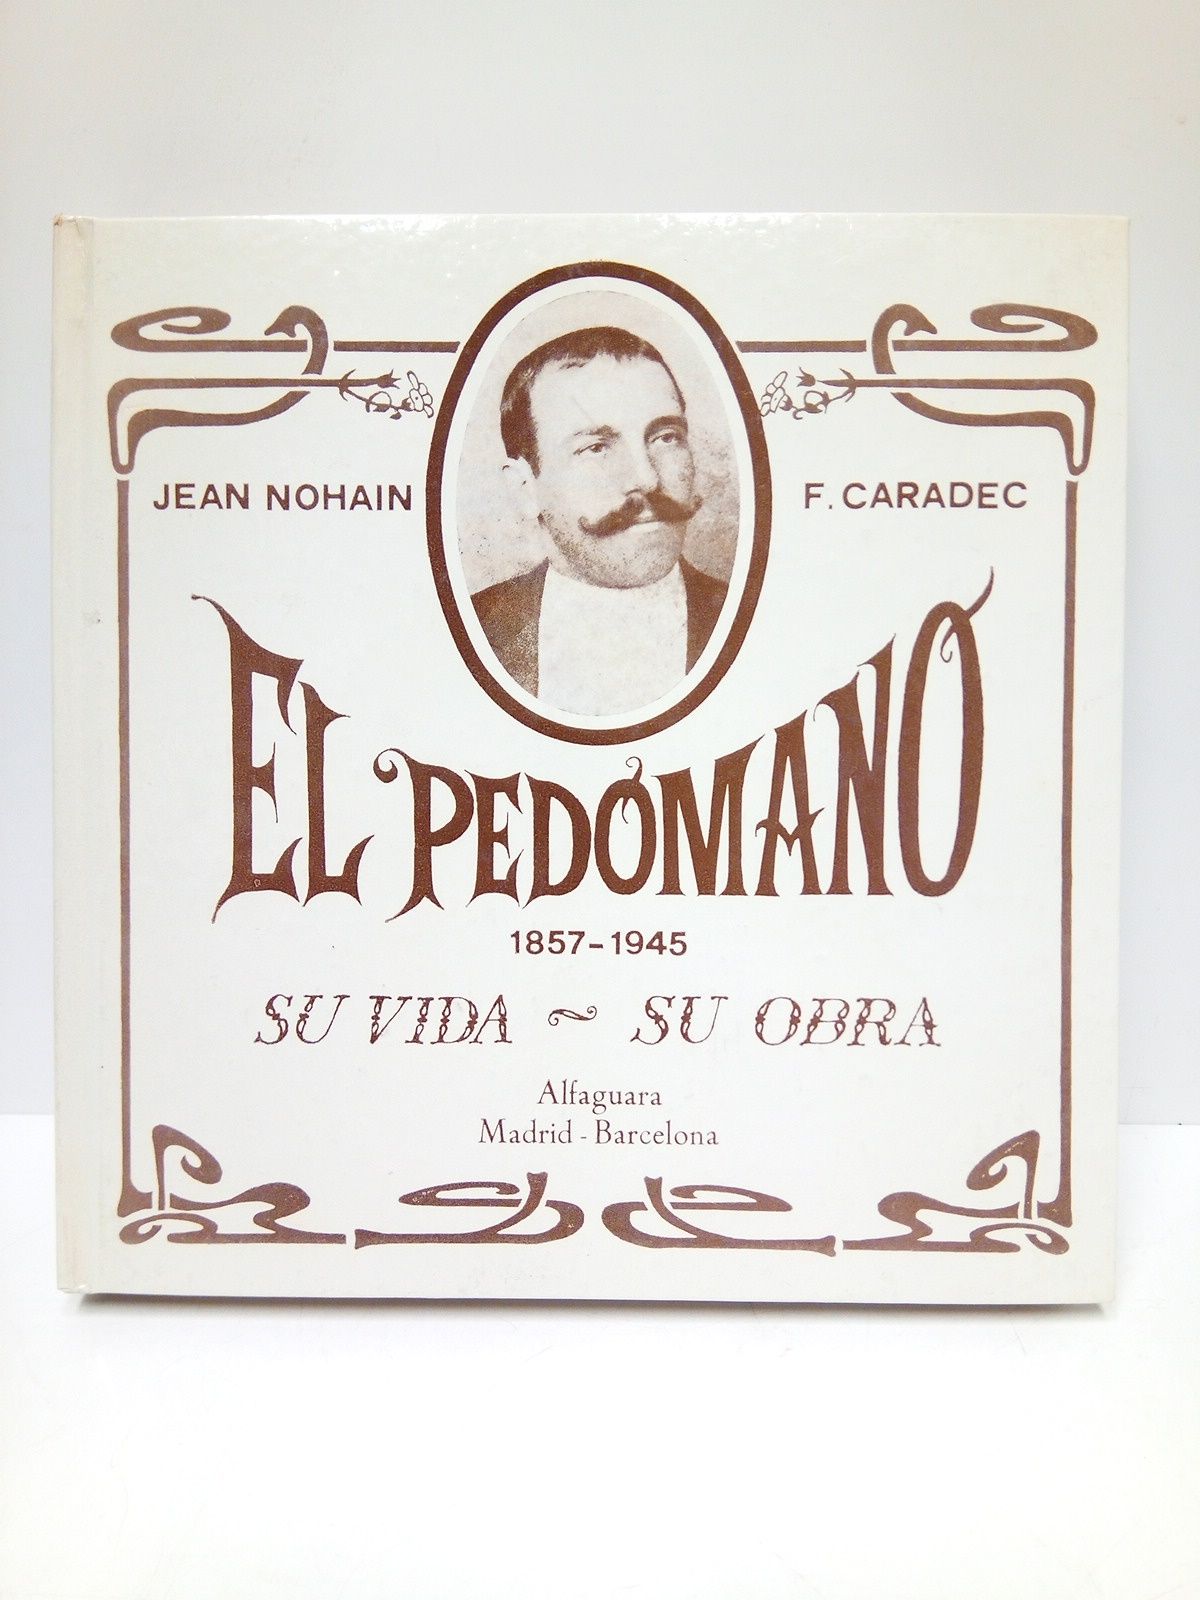 JEAN NOHAIN F. CARADEC
EL PEDÓMANO
1857-1945
SU VIDA ~ SU OBRA
Alfaguara
Madrid - Barcelona